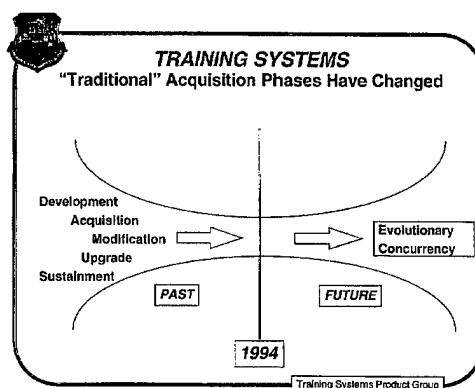 TRAINING SYSTEMS
"Traditional" Acquisition Phases Have Changed
Development
Acquisition
Modification
Upgrade
Sustainment
Evolutionary
Concurrency
PAST
FUTURE
1994
Training Systems Product Group